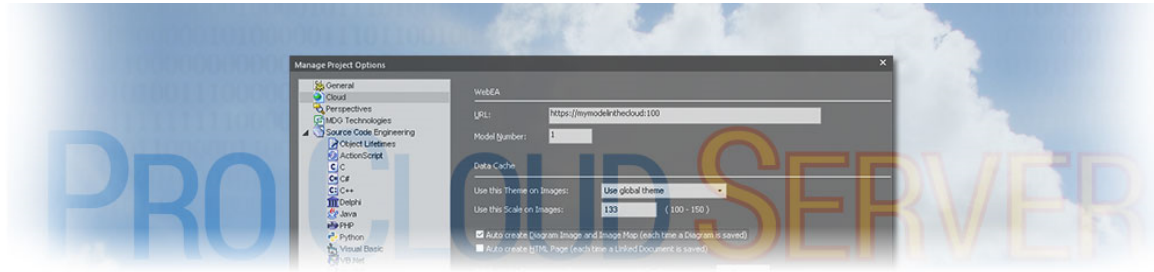 Manage Project Options
General
Cloud
Perspectives
MDG Technologies
Source Code Engineering
Object Lifetimes
ActionScript
C
C#
C++
Delphi
Java
PHP
Python
Visual Basic
VB.Net
WebEA
URL: https://mymodelinthecloud:100
Model Number: 1
Data Cache
Use this Theme on Images: Use global theme
Use this Scale on Images: 133 ( 100 - 150 )
Auto create Diagram Image and Image Map (each time a Diagram is saved)
Auto create HTML Page (each time a Linked Document is saved)
PRO CLOUD SERVER